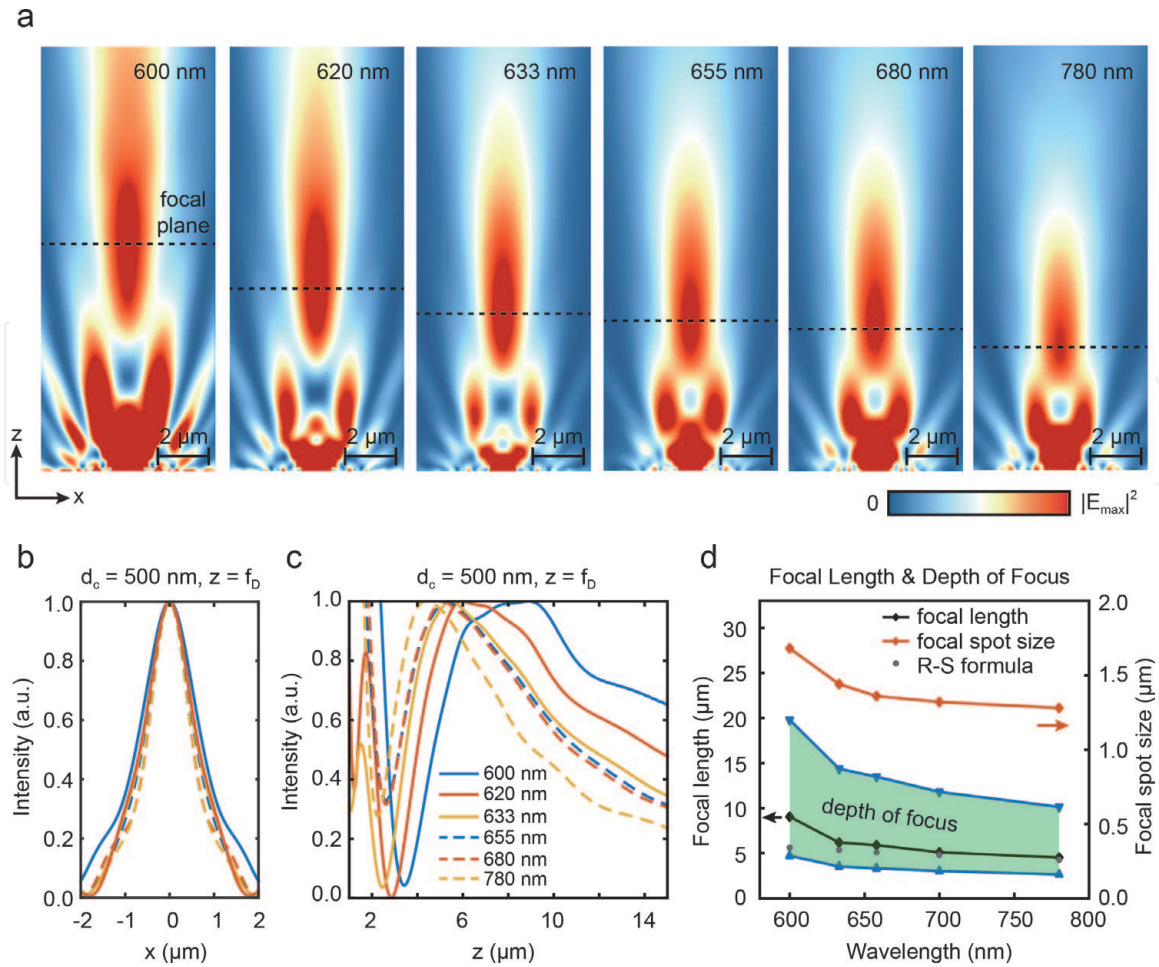 a
600 nm
620 nm
633 nm
655 nm
680 nm
780 nm
focal
plane
2 μm
2 μm
2 μm
2 μm
2 μm
2 μm
z
x
0
|Emax|²
b
dc = 500 nm, z = fD
Intensity (a.u.)
1.0
0.8
0.6
0.4
0.2
0.0
-2
-1
0
1
2
x (μm)
c
dc = 500 nm, z = fD
Intensity (a.u.)
1.0
0.8
0.6
0.4
0.2
0.0
600 nm
620 nm
633 nm
655 nm
680 nm
780 nm
2
6
10
14
z (μm)
d
Focal Length & Depth of Focus
Focal length (μm)
30
25
20
15
10
5
0
focal length
focal spot size
R-S formula
depth of focus
2.0
1.5
1.0
0.5
0.0
Focal spot size (μm)
600
650
700
750
800
Wavelength (nm)